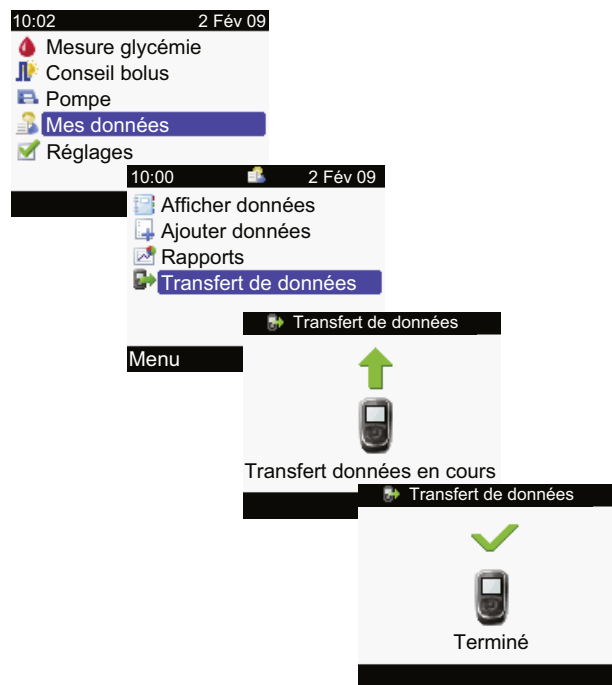 10:02 2 Fév 09
Mesure glycémie
Conseil bolus
Pompe
Mes données
Réglages
10:00 2 Fév 09
Afficher données
Ajouter données
Rapports
Transfert de données
Menu
Transfert de données
Transfert données en cours
Transfert de données
Terminé